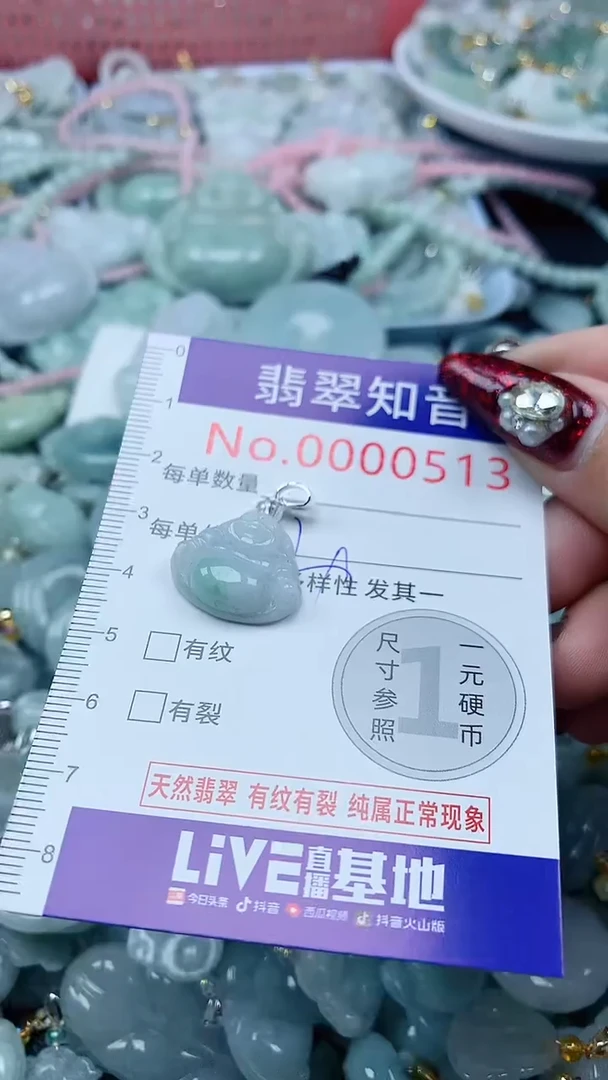 0
翡翠知音
1
No.0000513
2
每单数量
3
每单
4
样性 发其一
5
有纹
6
有裂
尺寸参照
1
一元硬币
7
天然翡翠 有纹有裂 纯属正常现象
8
LiVE直播基地
今日头条 抖音 西瓜视频 抖音火山版